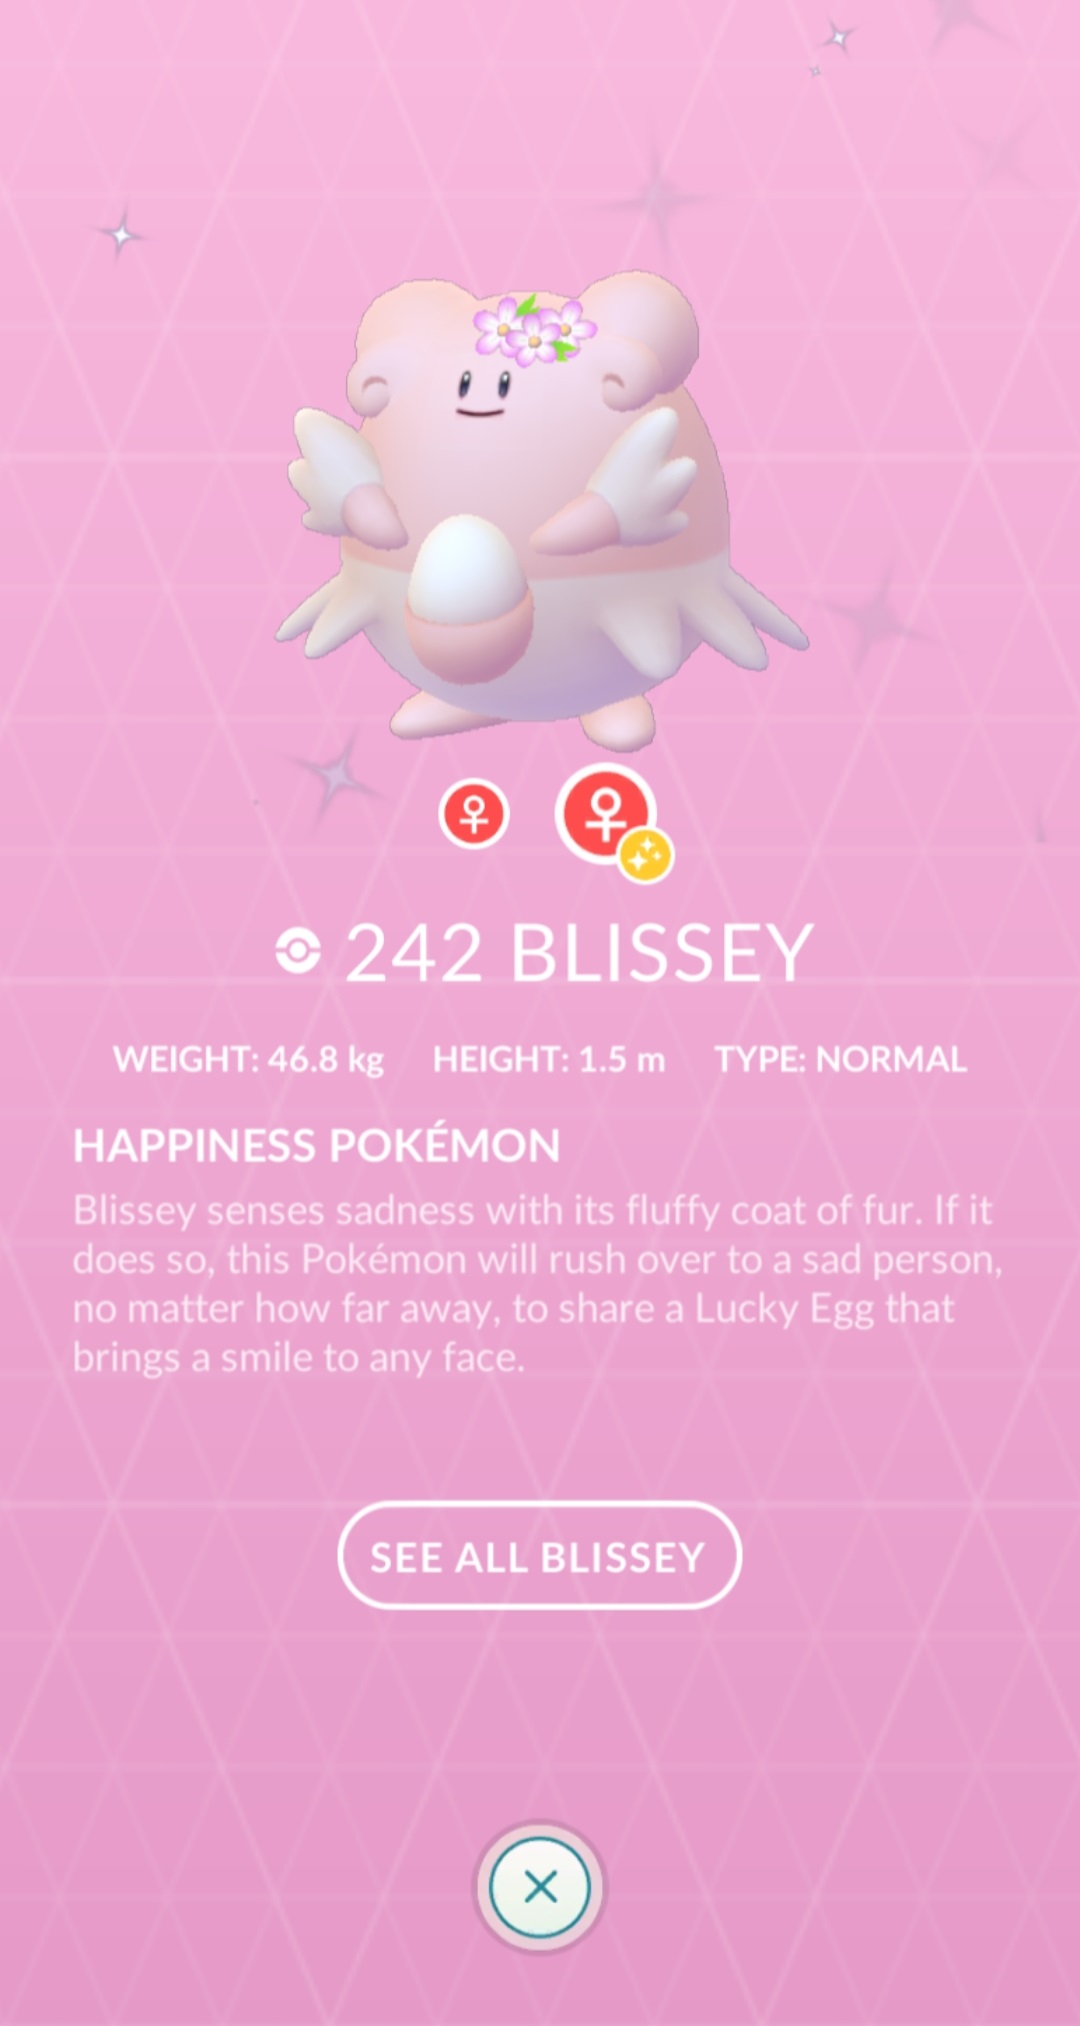 242 BLISSEY
WEIGHT: 46.8 kg HEIGHT: 1.5 m TYPE: NORMAL
HAPPINESS POKÉMON
Blissey senses sadness with its fluffy coat of fur. If it
does so, this Pokémon will rush over to a sad person,
no matter how far away, to share a Lucky Egg that
brings a smile to any face.
SEE ALL BLISSEY